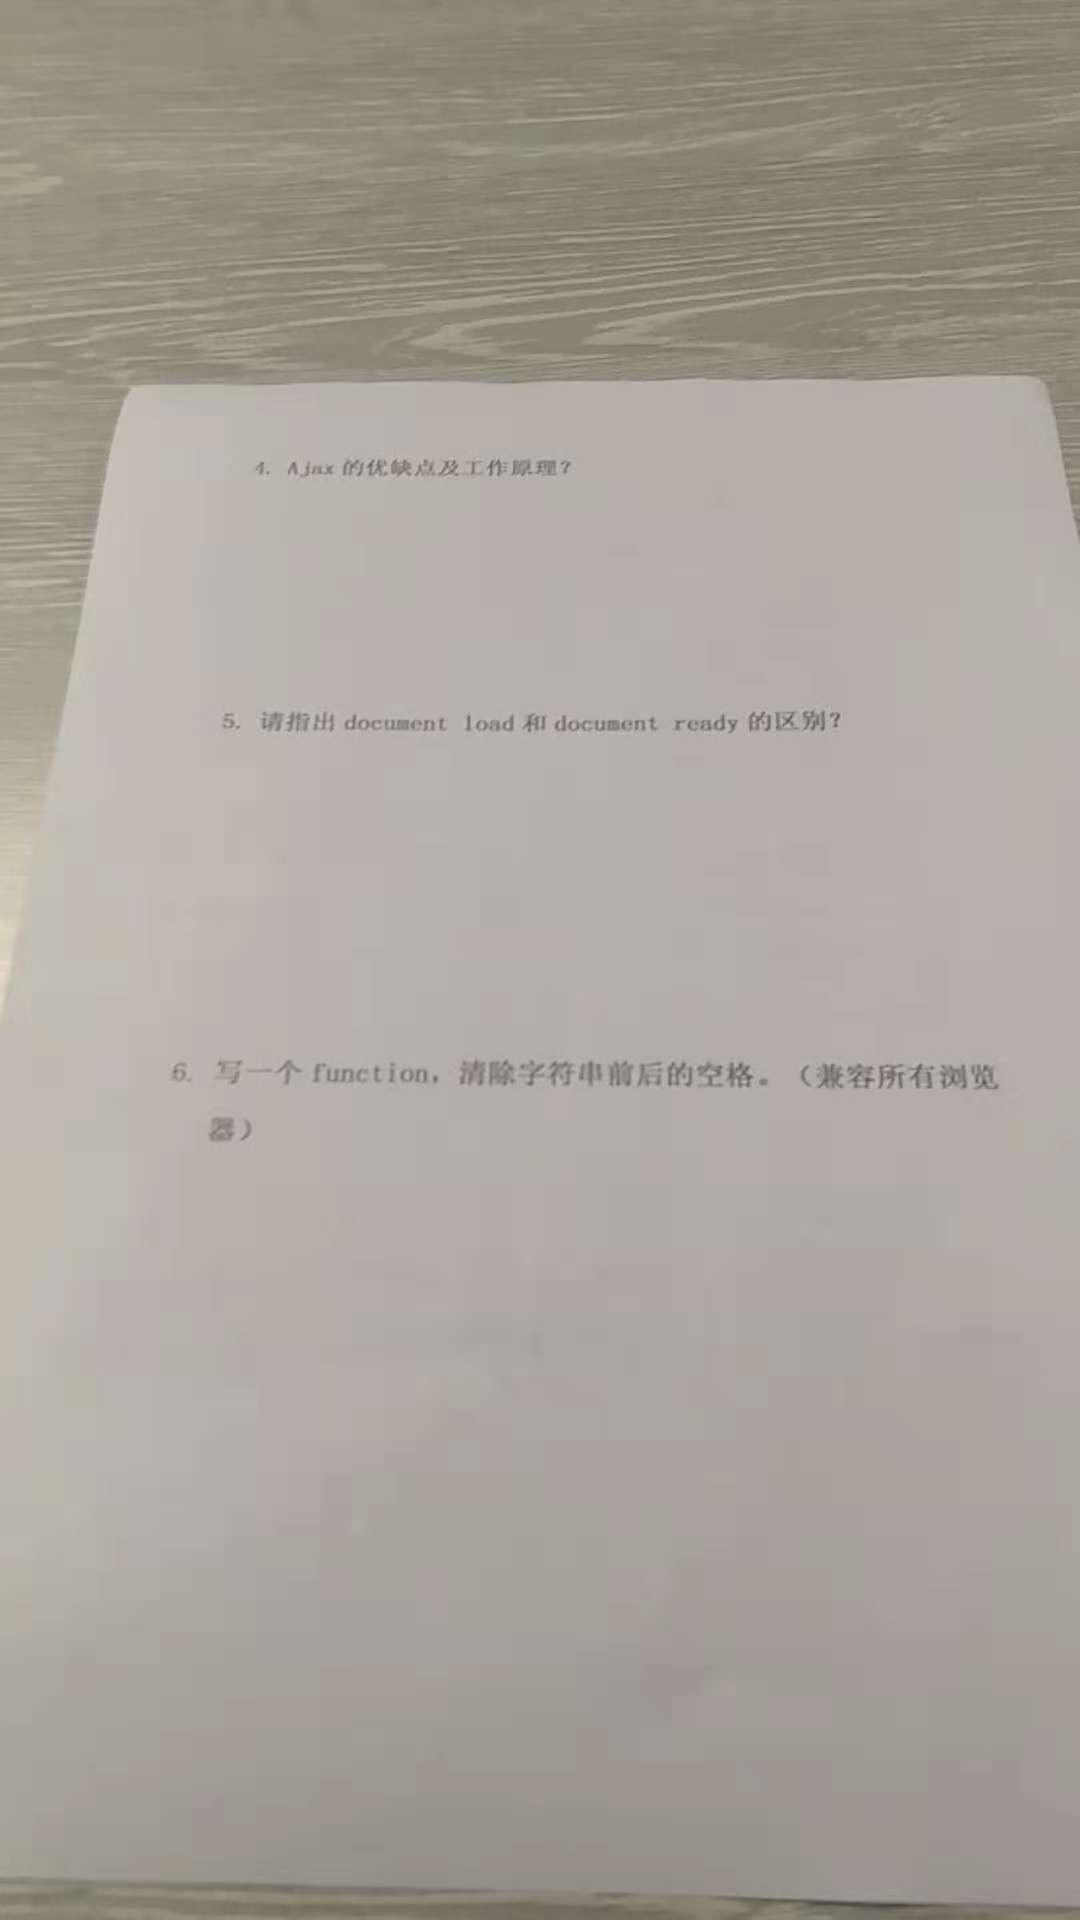 4. Ajax 的优缺点及工作原理?
5. 请指出 document load 和 document ready 的区别?
6. 写一个 function，清除字符串前后的空格。（兼容所有浏览
器）